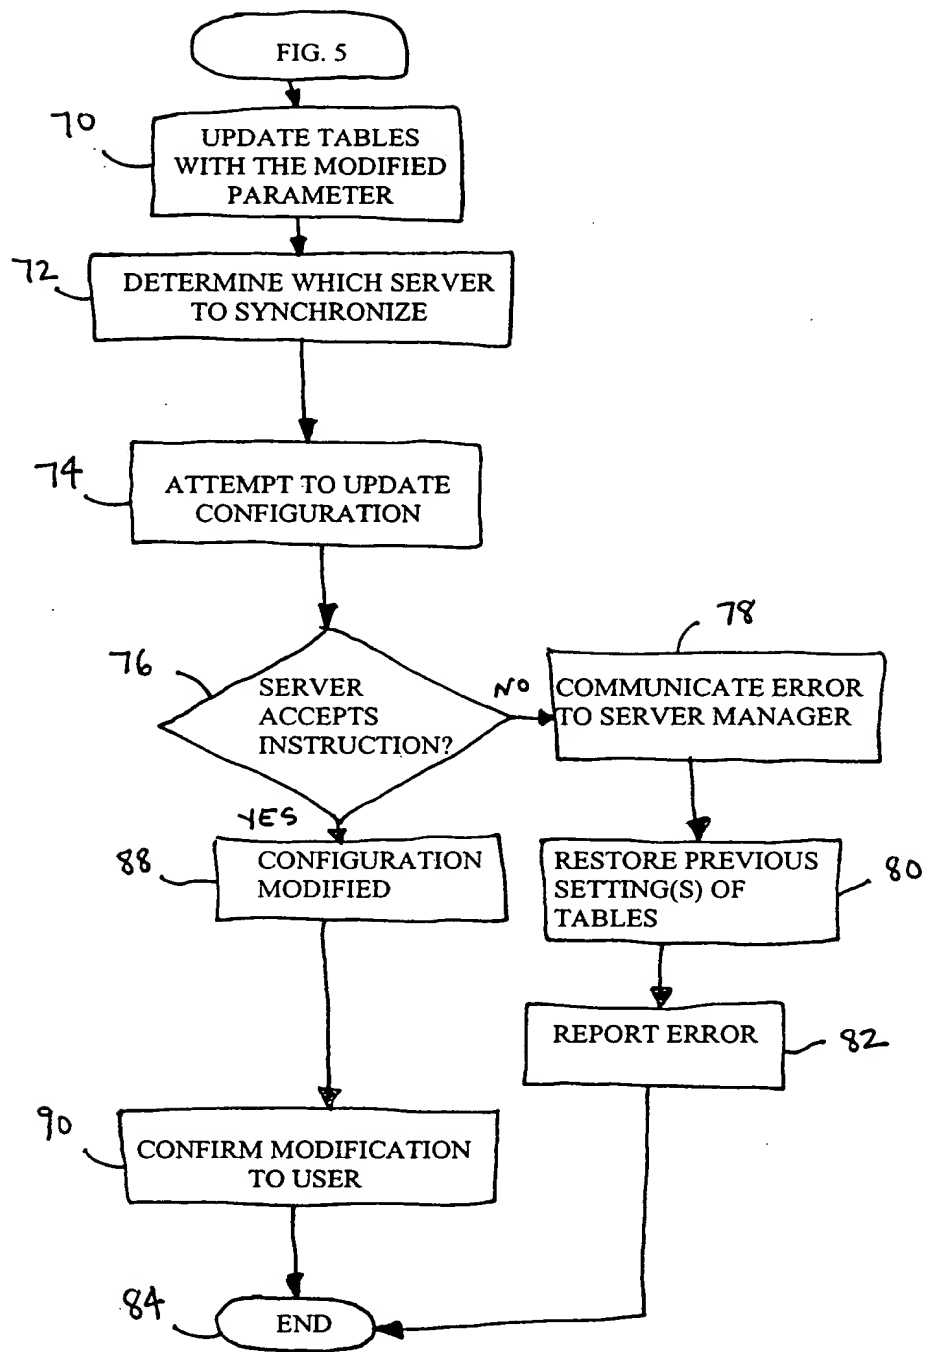 FIG. 5
70
UPDATE TABLES
WITH THE MODIFIED
PARAMETER
72
DETERMINE WHICH SERVER
TO SYNCHRONIZE
74
ATTEMPT TO UPDATE
CONFIGURATION
76
SERVER
ACCEPTS
INSTRUCTION?
NO
78
COMMUNICATE ERROR
TO SERVER MANAGER
YES
88
CONFIGURATION
MODIFIED
RESTORE PREVIOUS
SETTING(S) OF
TABLES
80
REPORT ERROR
82
90
CONFIRM MODIFICATION
TO USER
84
END